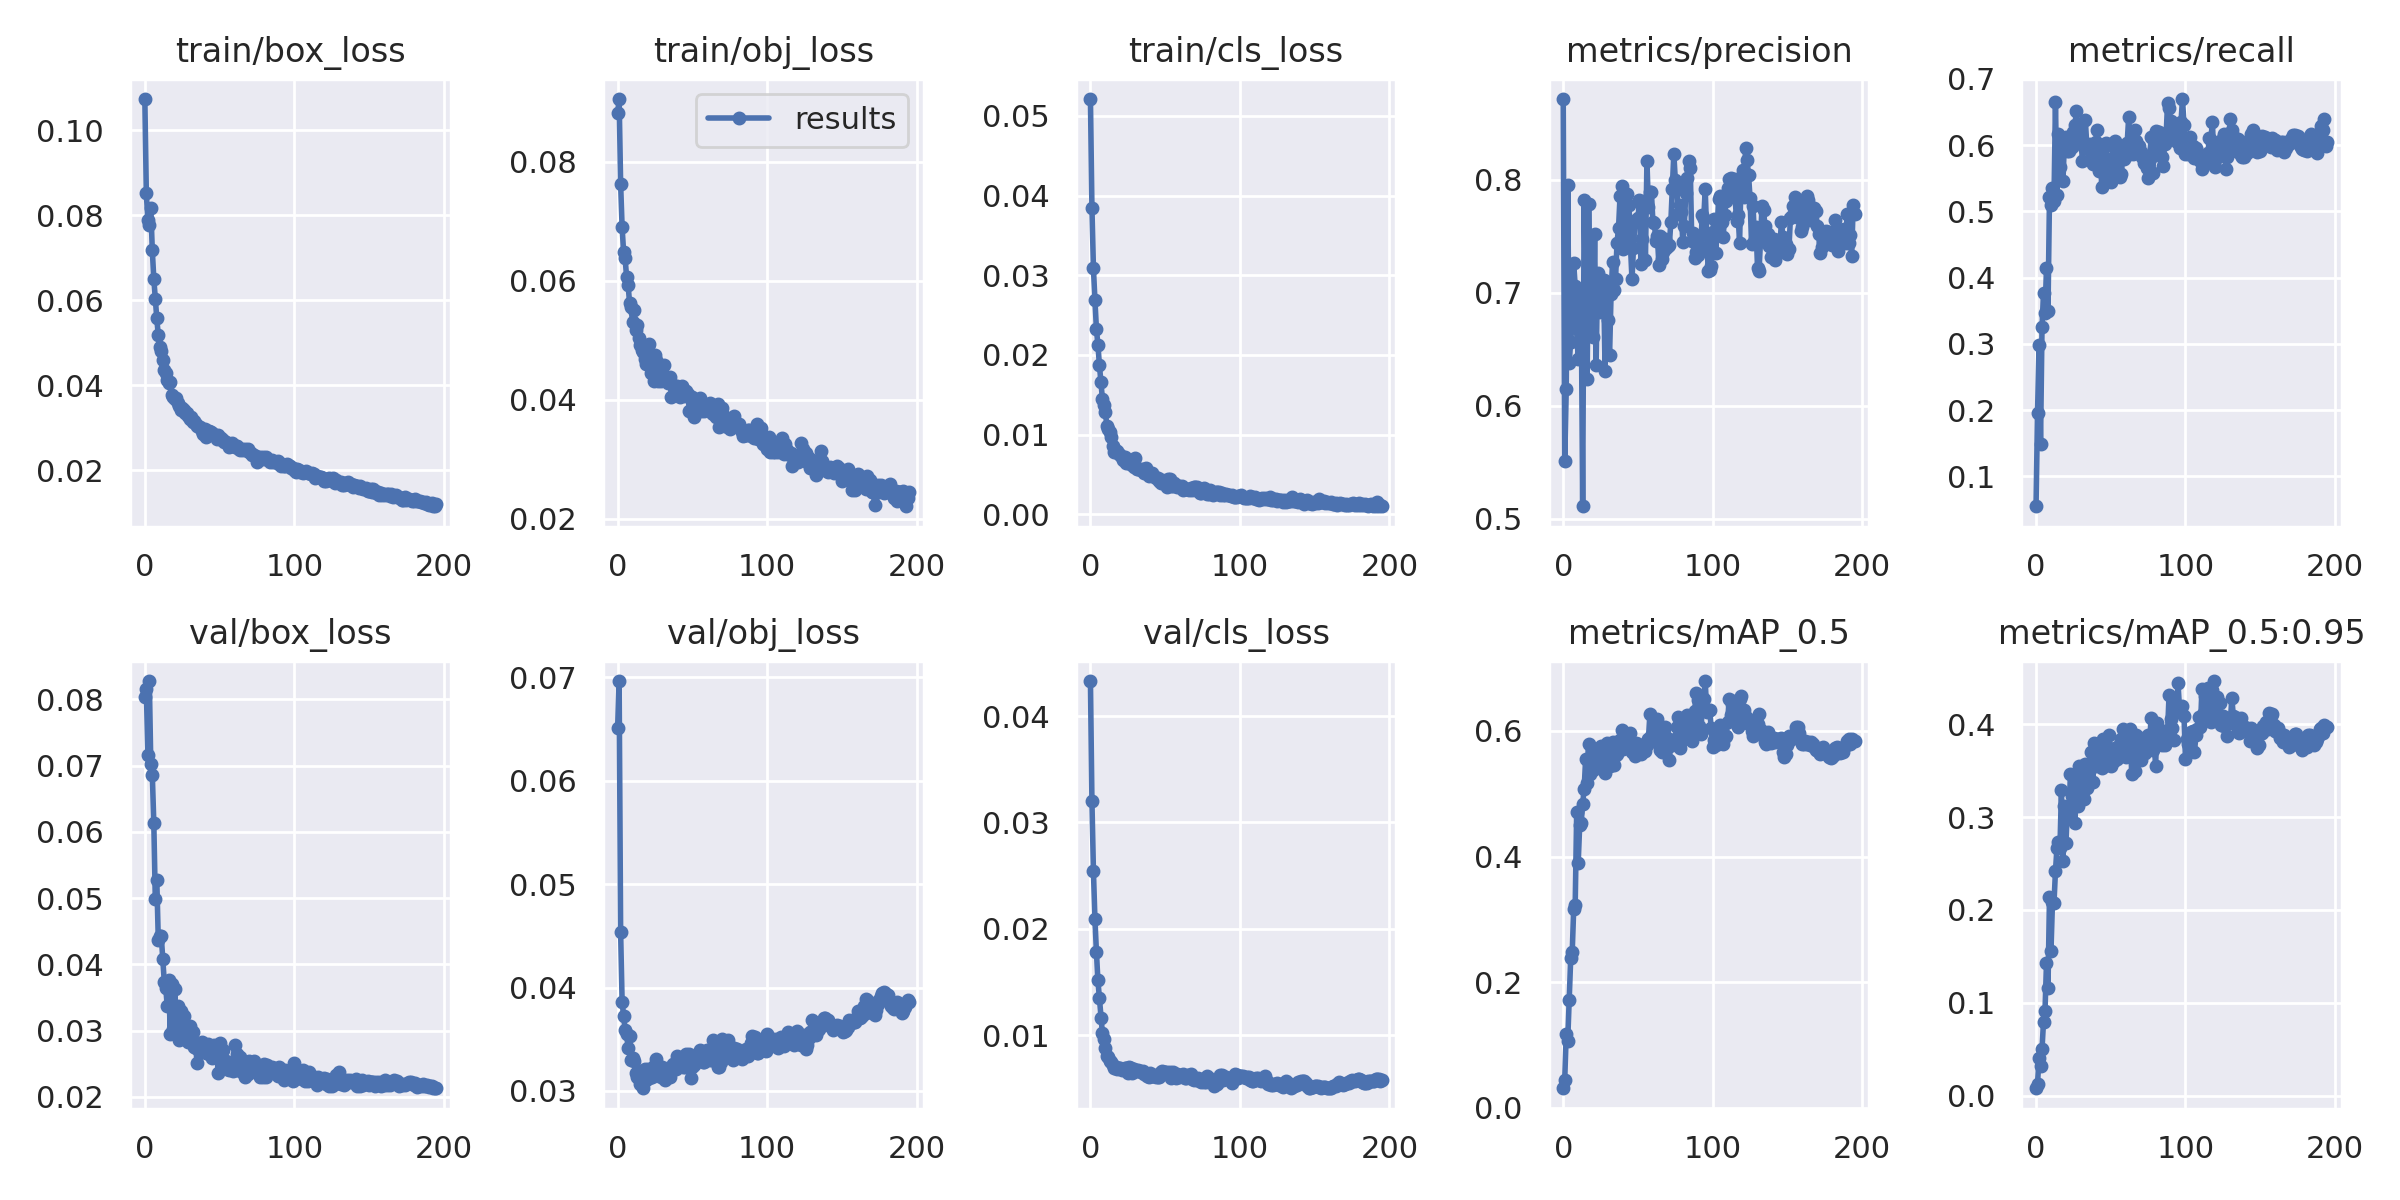 train/box_loss
0.10
0.08
0.06
0.04
0.02
0 100 200
train/obj_loss
results
0.08
0.06
0.04
0.02
0 100 200
train/cls_loss
0.05
0.04
0.03
0.02
0.01
0.00
0 100 200
metrics/precision
0.8
0.7
0.6
0.5
0 100 200
metrics/recall
0.7
0.6
0.5
0.4
0.3
0.2
0.1
0 100 200
val/box_loss
0.08
0.07
0.06
0.05
0.04
0.03
0.02
0 100 200
val/obj_loss
0.07
0.06
0.05
0.04
0.03
0 100 200
val/cls_loss
0.04
0.03
0.02
0.01
0 100 200
metrics/mAP_0.5
0.6
0.4
0.2
0.0
0 100 200
metrics/mAP_0.5:0.95
0.4
0.3
0.2
0.1
0.0
0 100 200